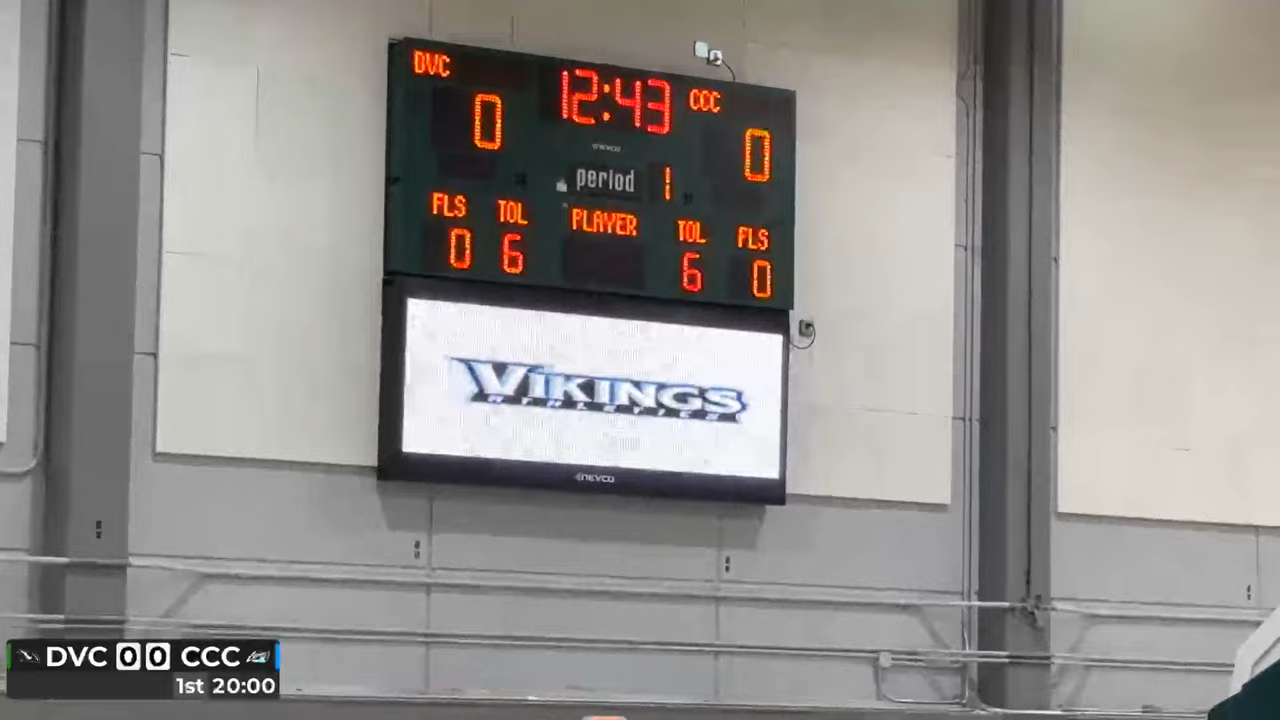 DVC 12:43 CCC
0 0
NEVCO
period 1
FLS TOL PLAYER TOL FLS
0 6 6 0
VIKINGS
ATHLETICS
NEVCO
DVC 0 0 CCC
1st 20:00